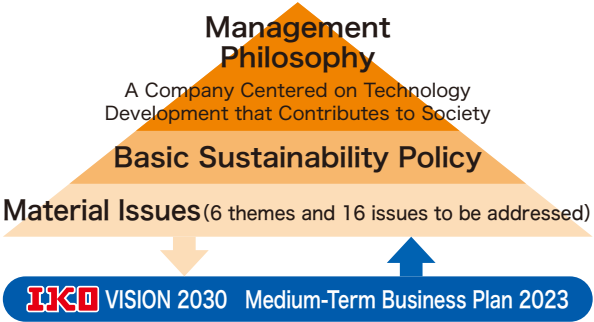 Management
Philosophy
A Company Centered on Technology
Development that Contributes to Society
Basic Sustainability Policy
Material Issues (6 themes and 16 issues to be addressed)
IKO VISION 2030 Medium-Term Business Plan 2023